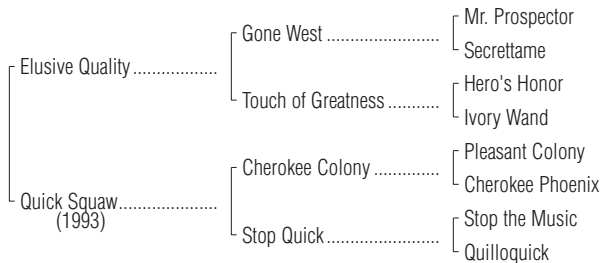 Mr. Prospector
Gone West
Secrettame
Elusive Quality
Hero's Honor
Touch of Greatness
Ivory Wand
Pleasant Colony
Cherokee Colony
Cherokee Phoenix
Quick Squaw
(1993)
Stop the Music
Stop Quick
Quilloquick